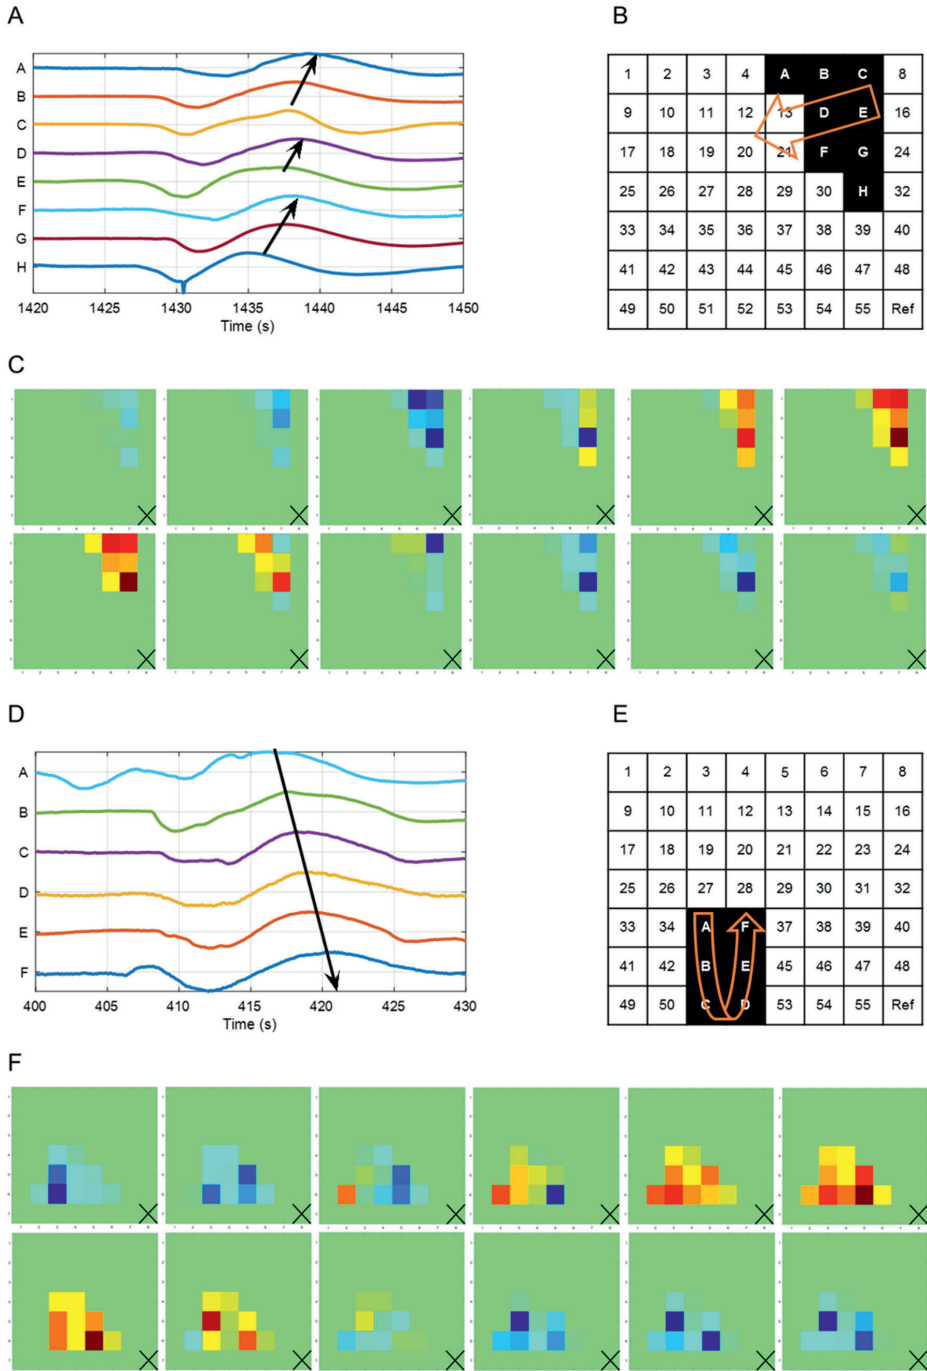 A
A
B
C
D
E
F
G
H
1420 1425 1430 1435 1440 1445 1450
Time (s)
B
1 2 3 4 A B C 8
9 10 11 12 13 D E 16
17 18 19 20 21 F G 24
25 26 27 28 29 30 H 32
33 34 35 36 37 38 39 40
41 42 43 44 45 46 47 48
49 50 51 52 53 54 55 Ref
C
D
A
B
C
D
E
F
400 405 410 415 420 425 430
Time (s)
E
1 2 3 4 5 6 7 8
9 10 11 12 13 14 15 16
17 18 19 20 21 22 23 24
25 26 27 28 29 30 31 32
33 34 A F 37 38 39 40
41 42 B E 45 46 47 48
49 50 C D 53 54 55 Ref
F